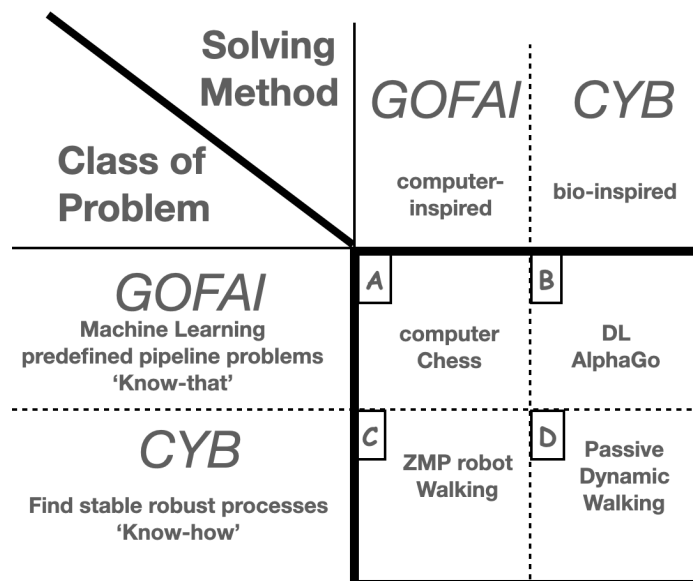 Solving
Method
Class of
Problem
GOFAI
computer-
inspired
CYB
bio-inspired
GOFAI
Machine Learning
predefined pipeline problems
‘Know-that’
A
computer
Chess
B
DL
AlphaGo
CYB
Find stable robust processes
‘Know-how’
C
ZMP robot
Walking
D
Passive
Dynamic
Walking